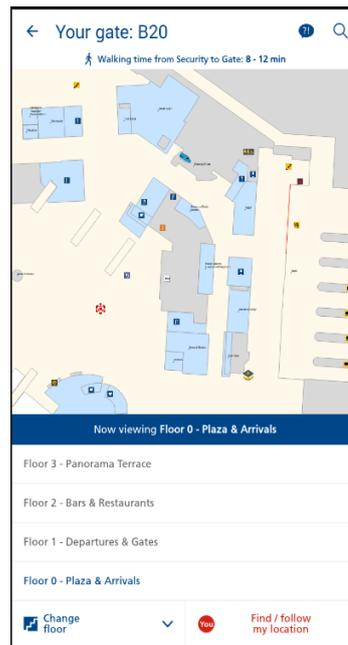 Your gate: B20
?!
Walking time from Security to Gate: 8 - 12 min
Now viewing Floor 0 - Plaza & Arrivals
Floor 3 - Panorama Terrace
Floor 2 - Bars & Restaurants
Floor 1 - Departures & Gates
Floor 0 - Plaza & Arrivals
Change
floor
You
Find / follow
my location